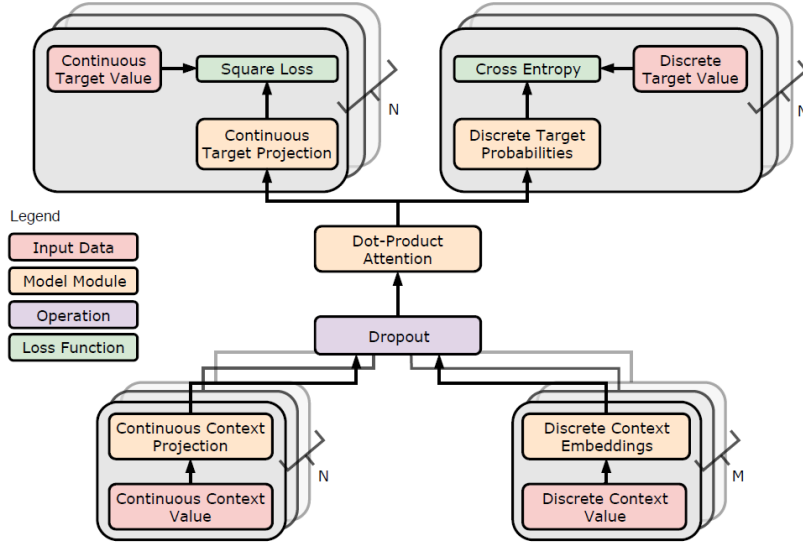 Continuous
Target Value
Square Loss
Continuous
Target Projection
N
Cross Entropy
Discrete
Target Value
Discrete Target
Probabilities
Legend
Input Data
Model Module
Operation
Loss Function
Dot-Product
Attention
Dropout
Continuous Context
Projection
Continuous Context
Value
N
Discrete Context
Embeddings
Discrete Context
Value
M